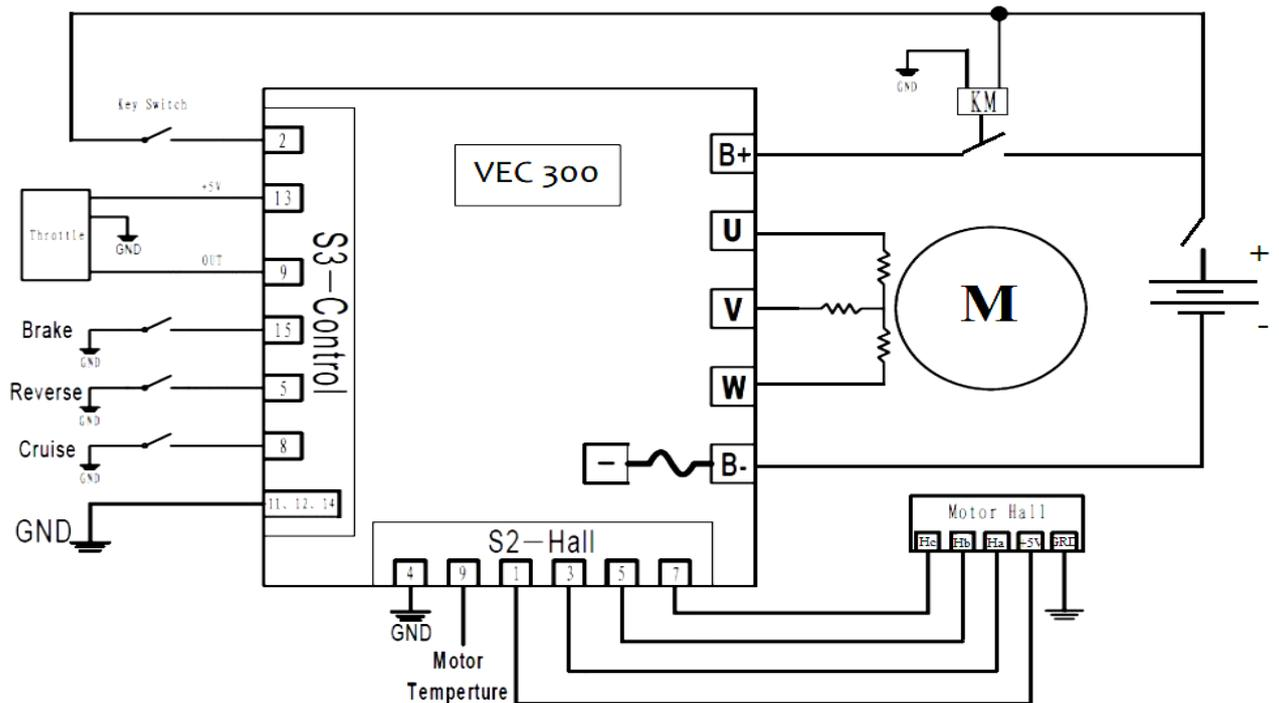 Key Switch
2
+5V
13
Throttle
GND
OUT
9
Brake
GND
15
Reverse
GND
5
Cruise
GND
8
GND
11、12、14
S3-Control
VEC 300
GND
KM
B+
U
V
W
-
B-
M
+
-
S2-Hall
4
9
1
3
5
7
GND
Motor
Temperture
Motor Hall
Hc
Hb
Ha
+5V
GRD